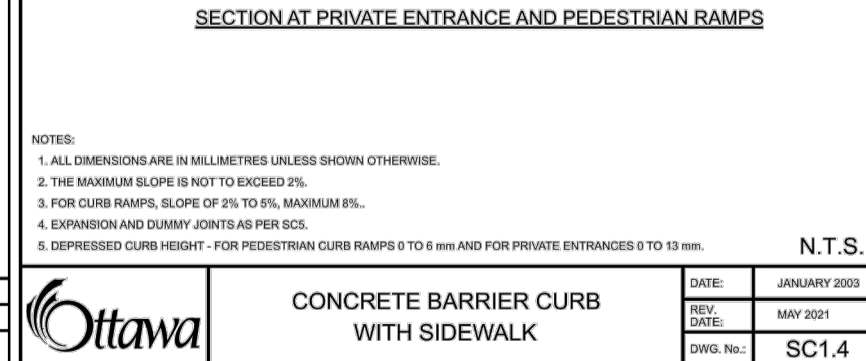 SECTION AT PRIVATE ENTRANCE AND PEDESTRIAN RAMPS
NOTES:
1. ALL DIMENSIONS ARE IN MILLIMETRES UNLESS SHOWN OTHERWISE.
2. THE MAXIMUM SLOPE IS NOT TO EXCEED 2%.
3. FOR CURB RAMPS, SLOPE OF 2% TO 5%, MAXIMUM 8%..
4. EXPANSION AND DUMMY JOINTS AS PER SC5.
5. DEPRESSED CURB HEIGHT - FOR PEDESTRIAN CURB RAMPS 0 TO 6 mm AND FOR PRIVATE ENTRANCES 0 TO 13 mm.
N.T.S.
Ottawa
CONCRETE BARRIER CURB
WITH SIDEWALK
DATE: JANUARY 2003
REV.
DATE: MAY 2021
DWG. No.: SC1.4